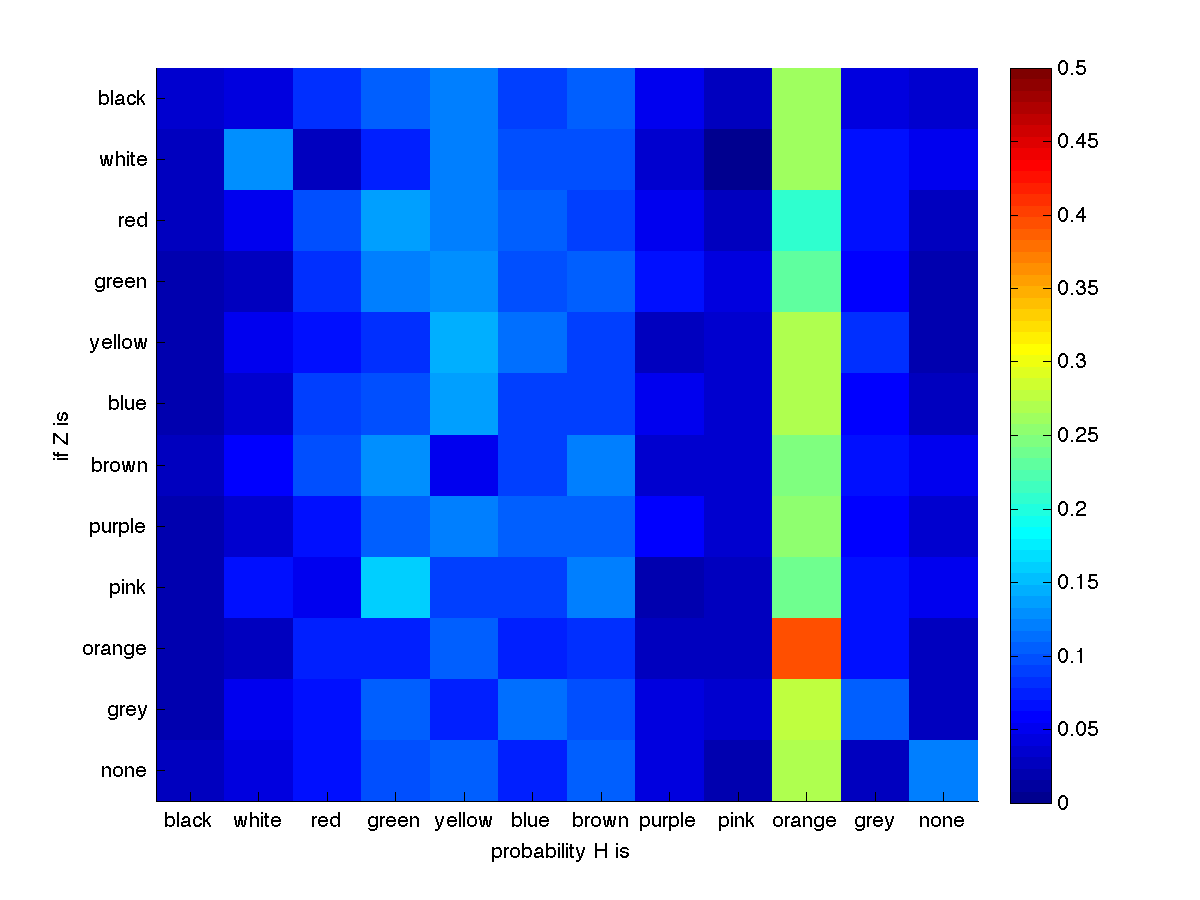 if Z is
black
white
red
green
yellow
blue
brown
purple
pink
orange
grey
none
black white red green yellow blue brown purple pink orange grey none
probability H is
0.5
0.45
0.4
0.35
0.3
0.25
0.2
0.15
0.1
0.05
0